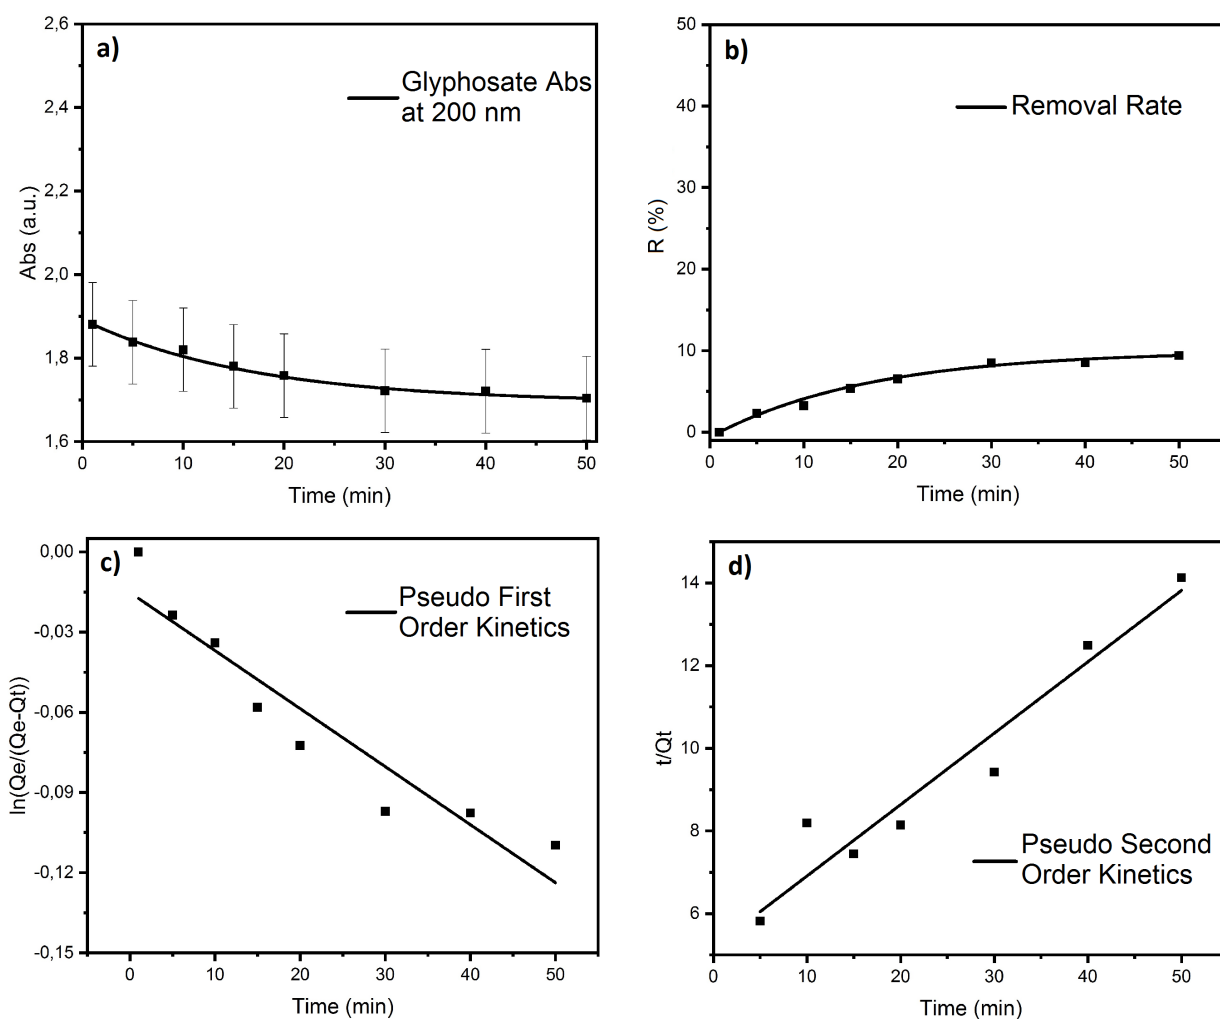 a)
Glyphosate Abs
at 200 nm
Abs (a.u.)
2,6
2,4
2,2
2,0
1,8
1,6
0 10 20 30 40 50
Time (min)
b)
Removal Rate
R (%)
50
40
30
20
10
0
0 10 20 30 40 50
Time (min)
c)
Pseudo First
Order Kinetics
ln(Qe/(Qe-Qt))
0,00
-0,03
-0,06
-0,09
-0,12
-0,15
0 10 20 30 40 50
Time (min)
d)
Pseudo Second
Order Kinetics
t/Qt
14
12
10
8
6
0 10 20 30 40 50
Time (min)